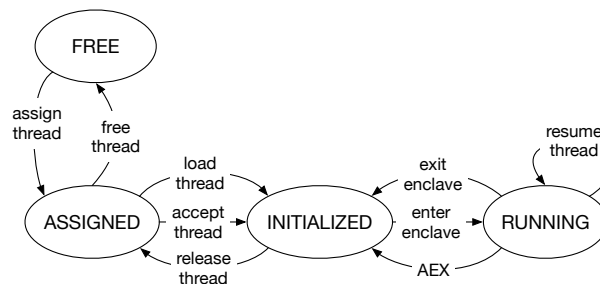 FREE
assign
thread
free
thread
load
thread
accept
thread
release
thread
ASSIGNED
INITIALIZED
exit
enclave
enter
enclave
AEX
resume
thread
RUNNING